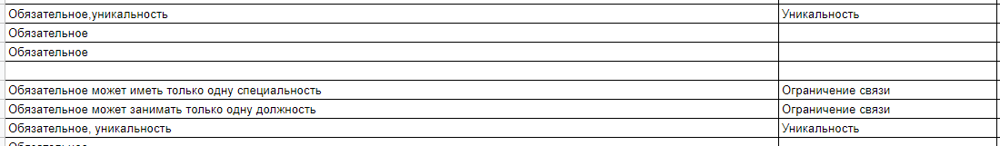 Обязательное,уникальность Уникальность
Обязательное
Обязательное
Обязательное может иметь только одну специальность Ограничение связи
Обязательное может занимать только одну должность Ограничение связи
Обязательное, уникальность Уникальность
Обязательное